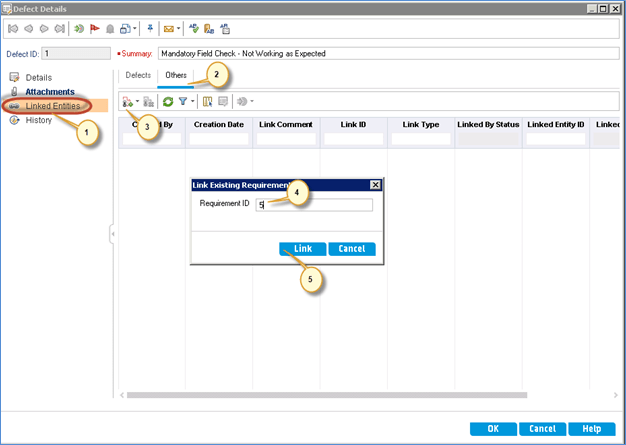 Defect Details
Defect ID: 1
*Summary: Mandatory Field Check - Not Working as Expected
Details
Attachments
Linked Entities
History
1
Defects
Others
2
3
Creation Date
Link Comment
Link ID
Link Type
Linked By Status
Linked Entity ID
Linked
Link Existing Requirement
Requirement ID
5
4
Link
Cancel
5
OK
Cancel
Help